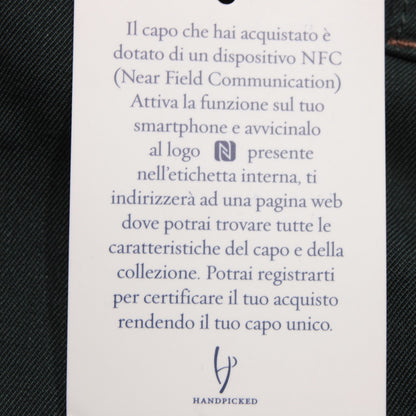 Il capo che hai acquistato è
dotato di un dispositivo NFC
(Near Field Communication)
Attiva la funzione sul tuo
smartphone e avvicinalo
al logo N presente
nell'etichetta interna, ti
indirizzerà ad una pagina web
dove potrai trovare tutte le
caratteristiche del capo e della
collezione. Potrai registrarti
per certificare il tuo acquisto
rendendo il tuo capo unico.
HANDPICKED